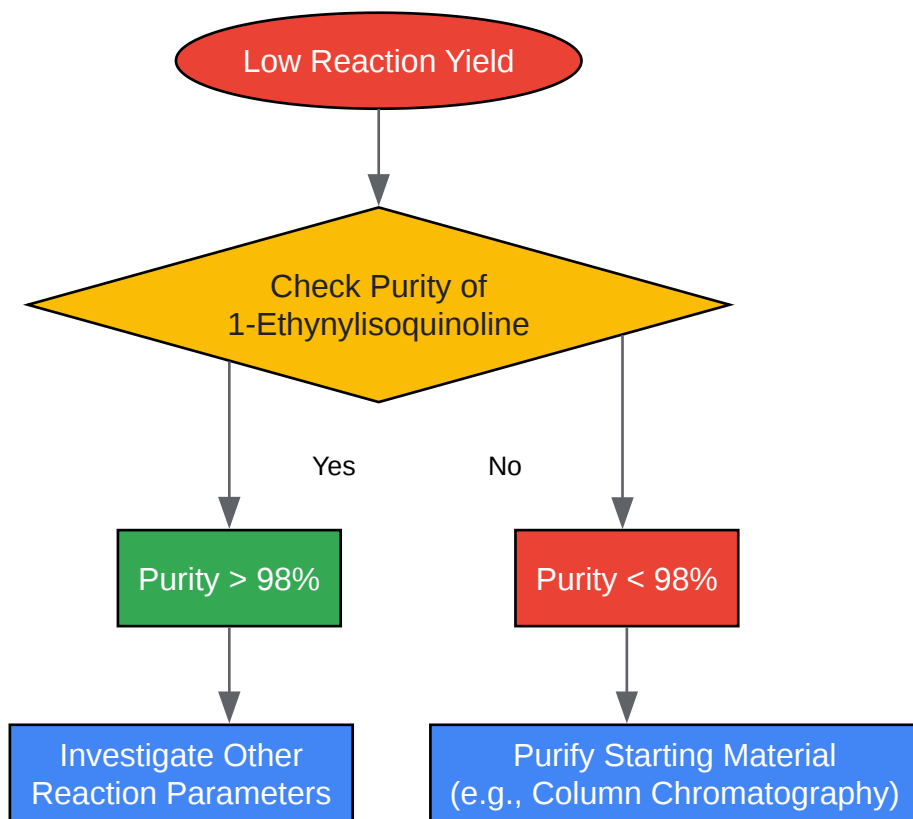 Low Reaction Yield
Check Purity of
1-Ethynylisoquinoline
Yes
No
Purity > 98%
Purity < 98%
Investigate Other
Reaction Parameters
Purify Starting Material
(e.g., Column Chromatography)